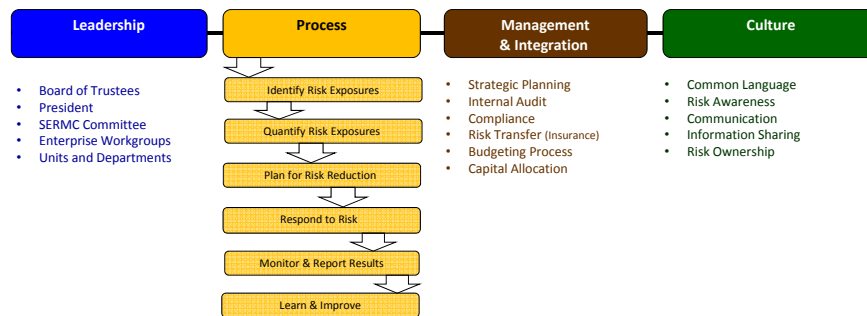 Leadership
Process
Management
& Integration
Culture
• Board of Trustees
• President
• SERMC Committee
• Enterprise Workgroups
• Units and Departments
Identify Risk Exposures
Quantify Risk Exposures
Plan for Risk Reduction
Respond to Risk
Monitor & Report Results
Learn & Improve
• Strategic Planning
• Internal Audit
• Compliance
• Risk Transfer (Insurance)
• Budgeting Process
• Capital Allocation
• Common Language
• Risk Awareness
• Communication
• Information Sharing
• Risk Ownership